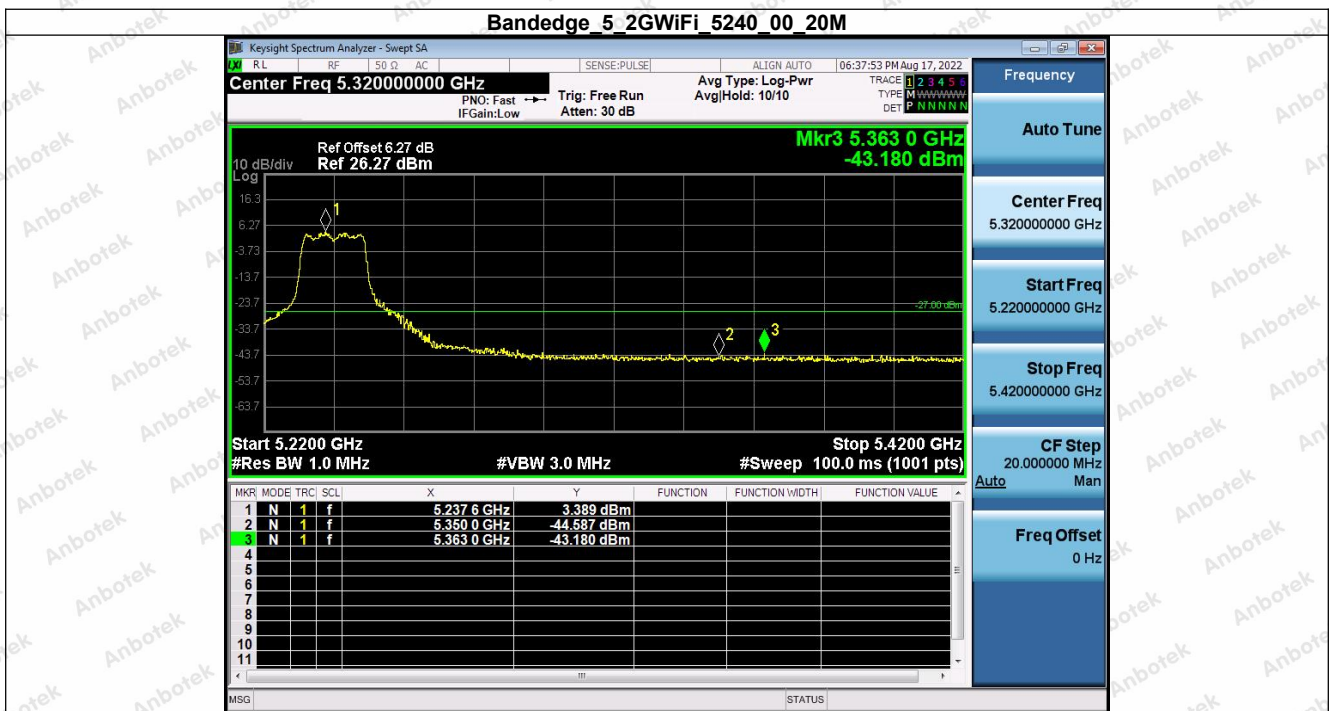 Bandedge_5_2GWiFi_5240_00_20M
Keysight Spectrum Analyzer - Swept SA
LXI RL RF 50 Ω AC SENSE:PULSE ALIGN AUTO 06:37:53 PM Aug 17, 2022
Center Freq 5.320000000 GHz
PNO: Fast
IFGain:Low
Trig: Free Run
Atten: 30 dB
Avg Type: Log-Pwr
Avg|Hold: 10/10
TRACE 1 2 3 4 5 6
TYPE M W W W W W
DET P N N N N N
Mkr3 5.363 0 GHz
-43.180 dBm
Ref Offset 6.27 dB
10 dB/div Ref 26.27 dBm
Log
16.3
6.27
-3.73
-13.7
-23.7
-33.7
-43.7
-53.7
-63.7
1
2
3
-27.00 dBm
Start 5.2200 GHz Stop 5.4200 GHz
#Res BW 1.0 MHz #VBW 3.0 MHz #Sweep 100.0 ms (1001 pts)
MKR MODE TRC SCL X Y FUNCTION FUNCTION WIDTH FUNCTION VALUE
1 N 1 f 5.237 6 GHz 3.389 dBm
2 N 1 f 5.350 0 GHz -44.587 dBm
3 N 1 f 5.363 0 GHz -43.180 dBm
4
5
6
7
8
9
10
11
MSG STATUS
Frequency
Auto Tune
Center Freq
5.320000000 GHz
Start Freq
5.220000000 GHz
Stop Freq
5.420000000 GHz
CF Step
20.000000 MHz
Auto Man
Freq Offset
0 Hz
Anbotek